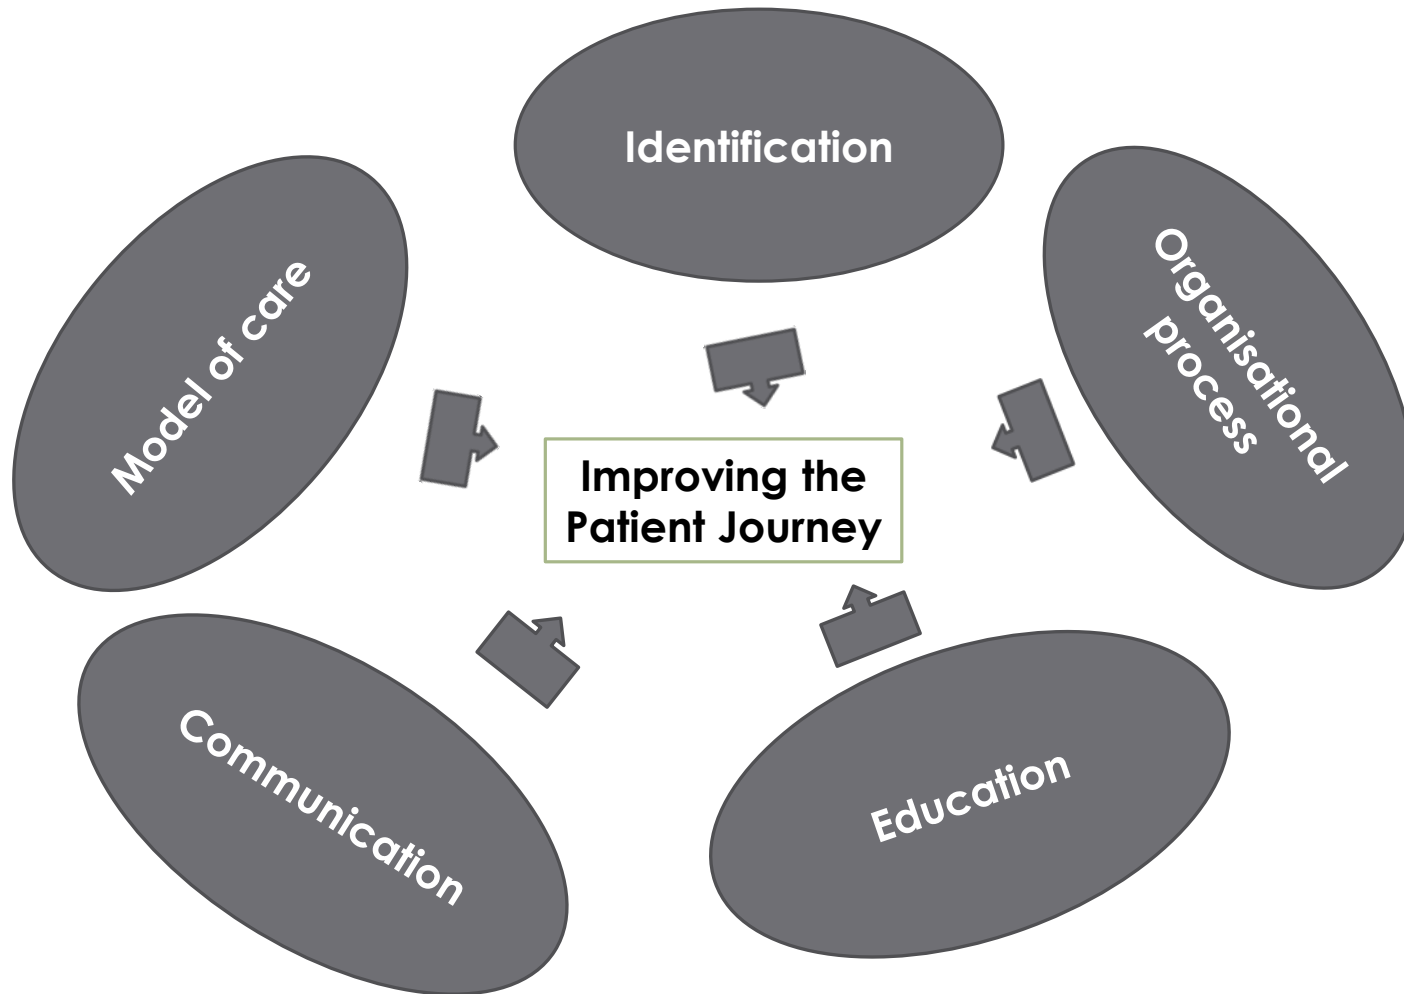 Identification
Organisational
process
Model of care
Improving the
Patient Journey
Communication
Education